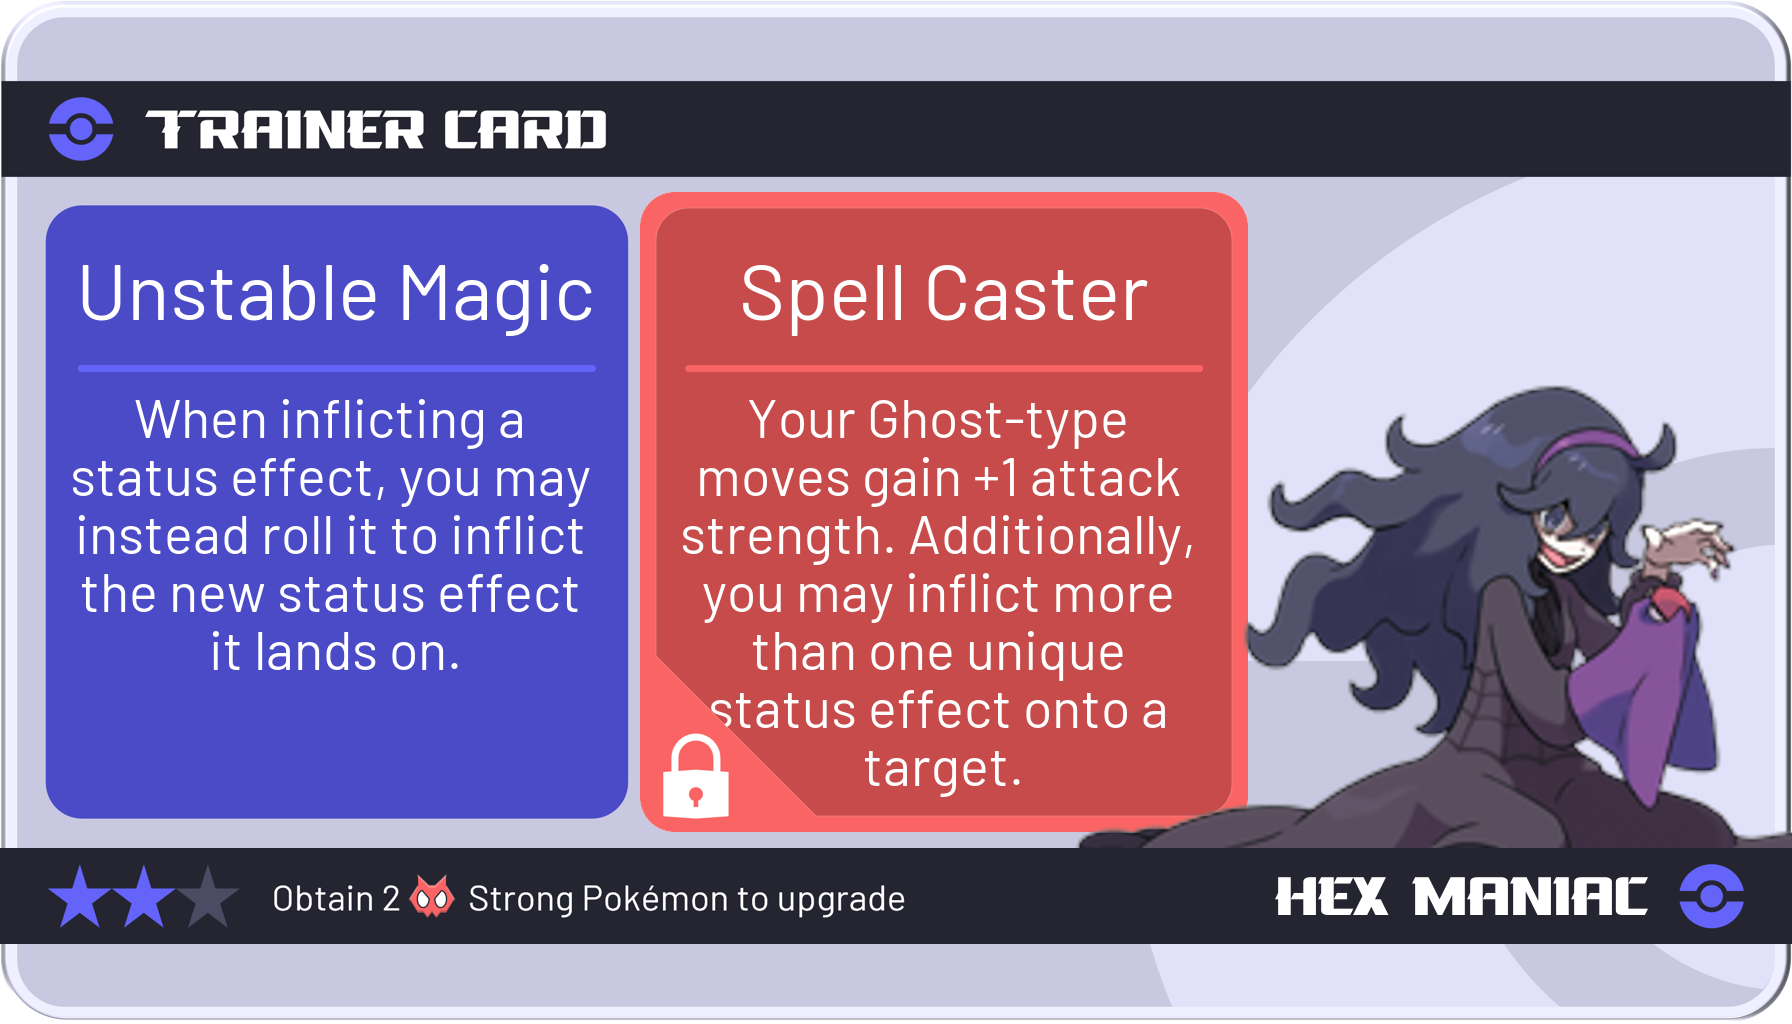 TRAINER CARD
Unstable Magic
When inflicting a
status effect, you may
instead roll it to inflict
the new status effect
it lands on.
Spell Caster
Your Ghost-type
moves gain +1 attack
strength. Additionally,
you may inflict more
than one unique
status effect onto a
target.
Obtain 2 Strong Pokémon to upgrade
HEX MANIAC